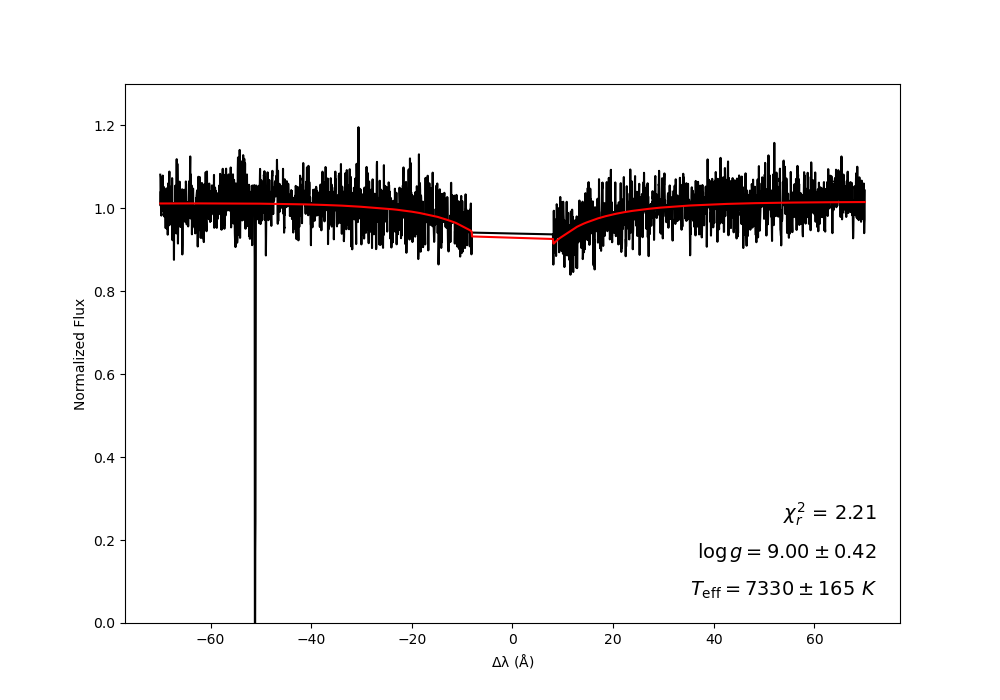 1.2
1.0
0.8
0.6
0.4
0.2
0.0
Normalized Flux
χ²ᵣ = 2.21
log g = 9.00 ± 0.42
T_eff = 7330 ± 165 K
−60 −40 −20 0 20 40 60
Δλ (Å)